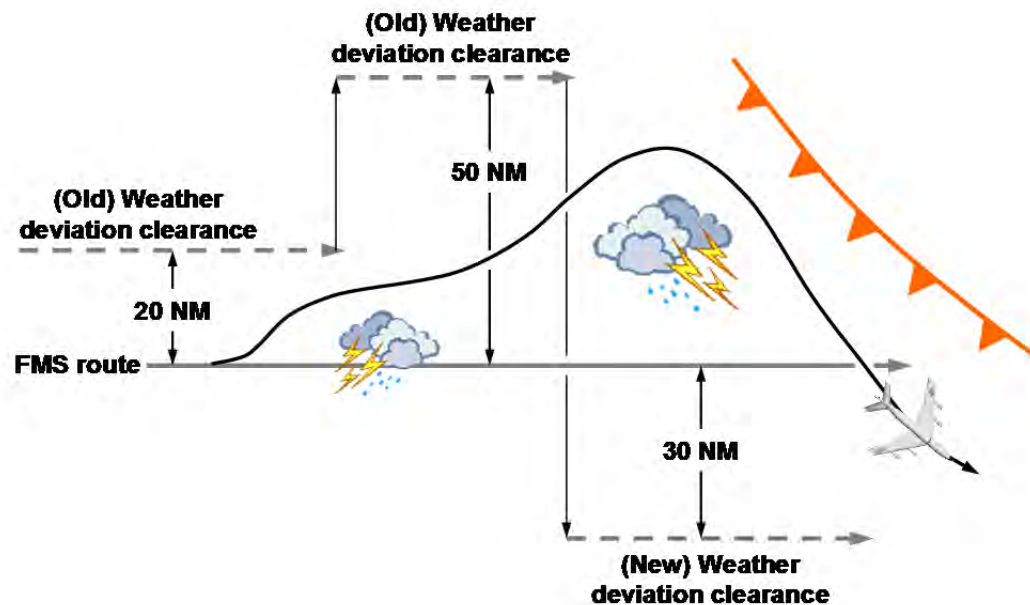 (Old) Weather
deviation clearance
50 NM
(Old) Weather
deviation clearance
20 NM
FMS route
30 NM
(New) Weather
deviation clearance